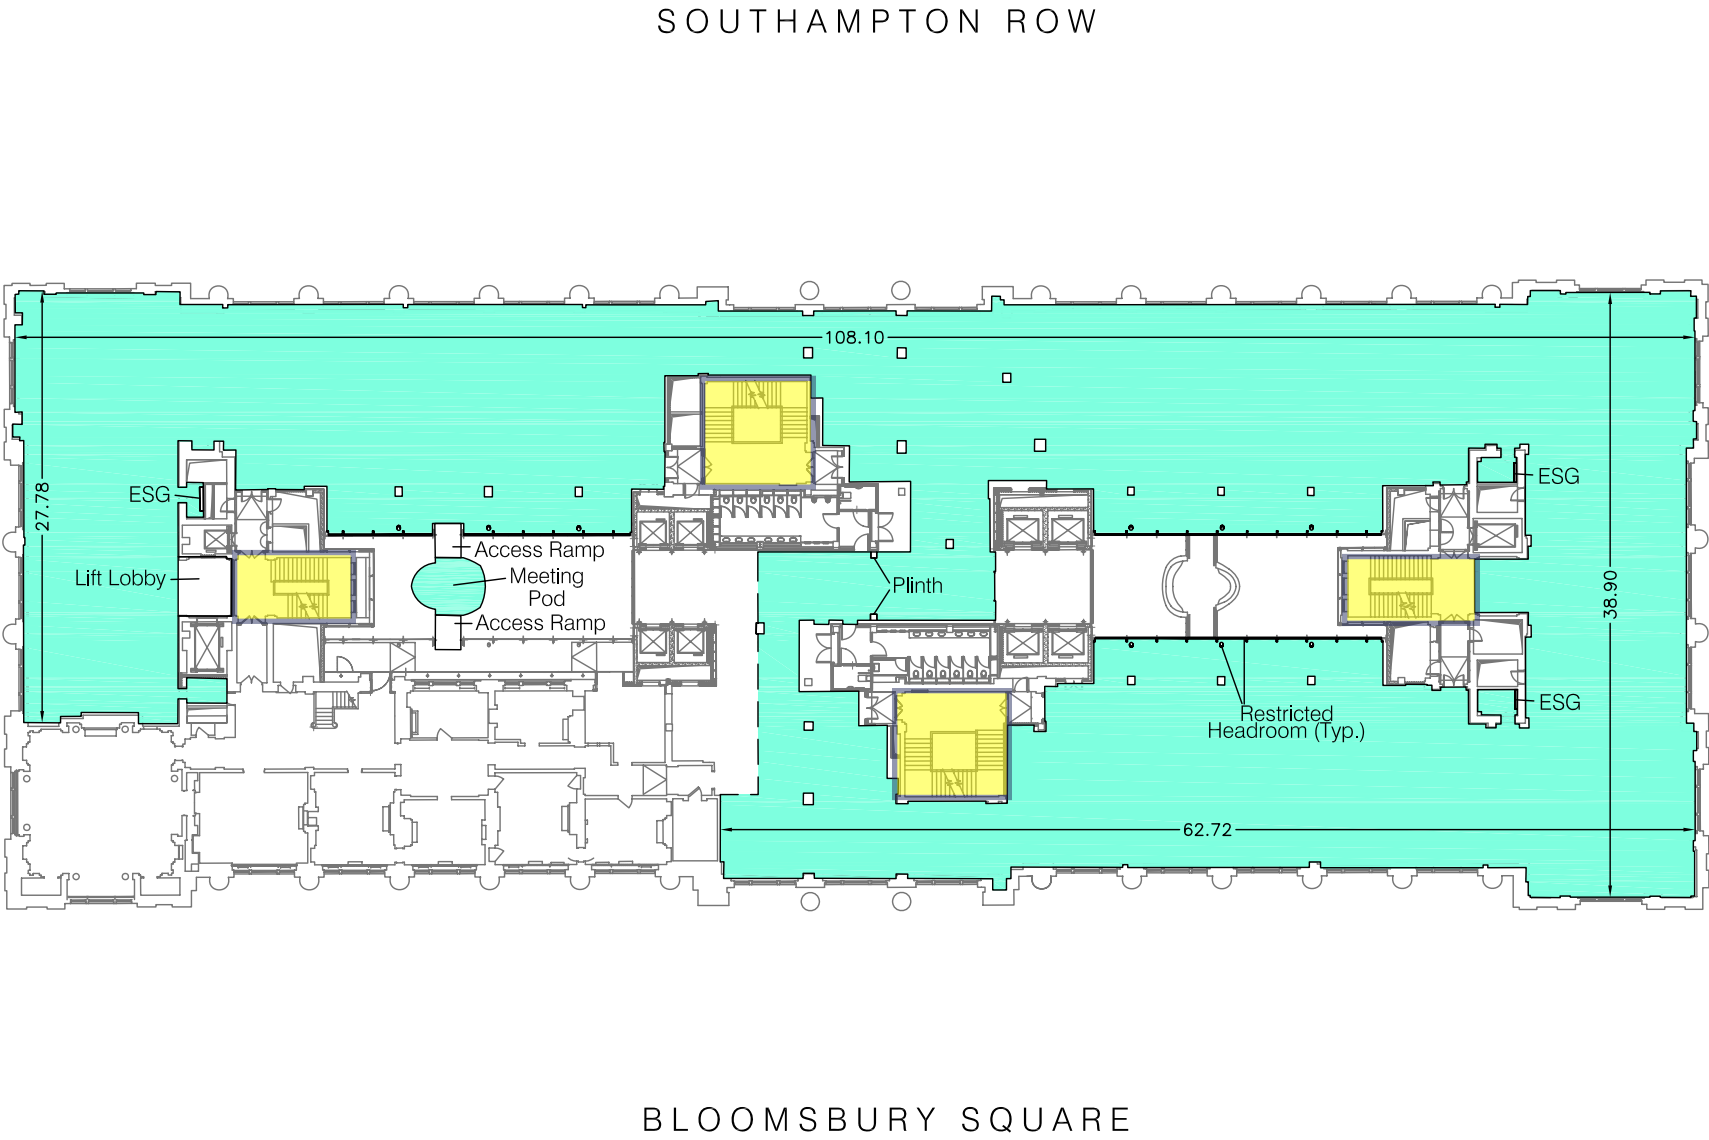 SOUTHAMPTON ROW
108.10
27.78
38.90
ESG
ESG
Access Ramp
Lift Lobby
Meeting
Pod
Plinth
Access Ramp
ESG
Restricted
Headroom (Typ.)
62.72
BLOOMSBURY SQUARE